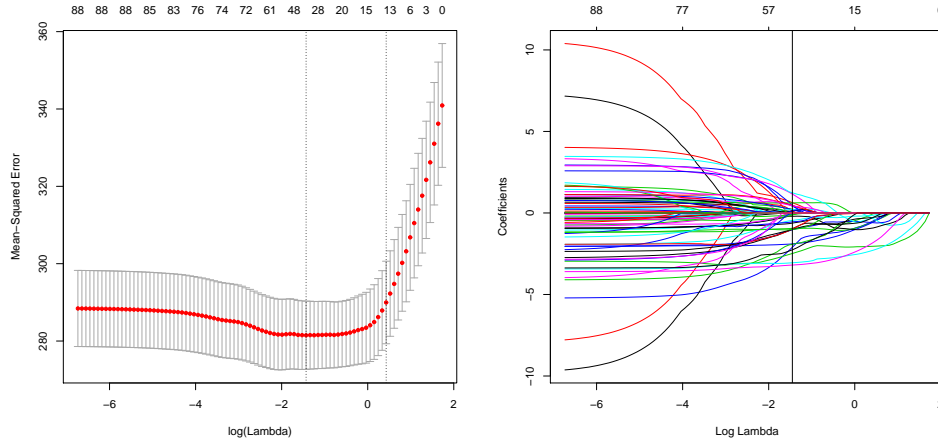 88 88 88 85 83 76 74 72 61 48 28 20 15 13 6 3 0
Mean−Squared Error
360
340
320
300
280
−6 −4 −2 0 2
log(Lambda)
88 77 57 15
Coefficients
10
5
0
−5
−10
−6 −4 −2 0
Log Lambda